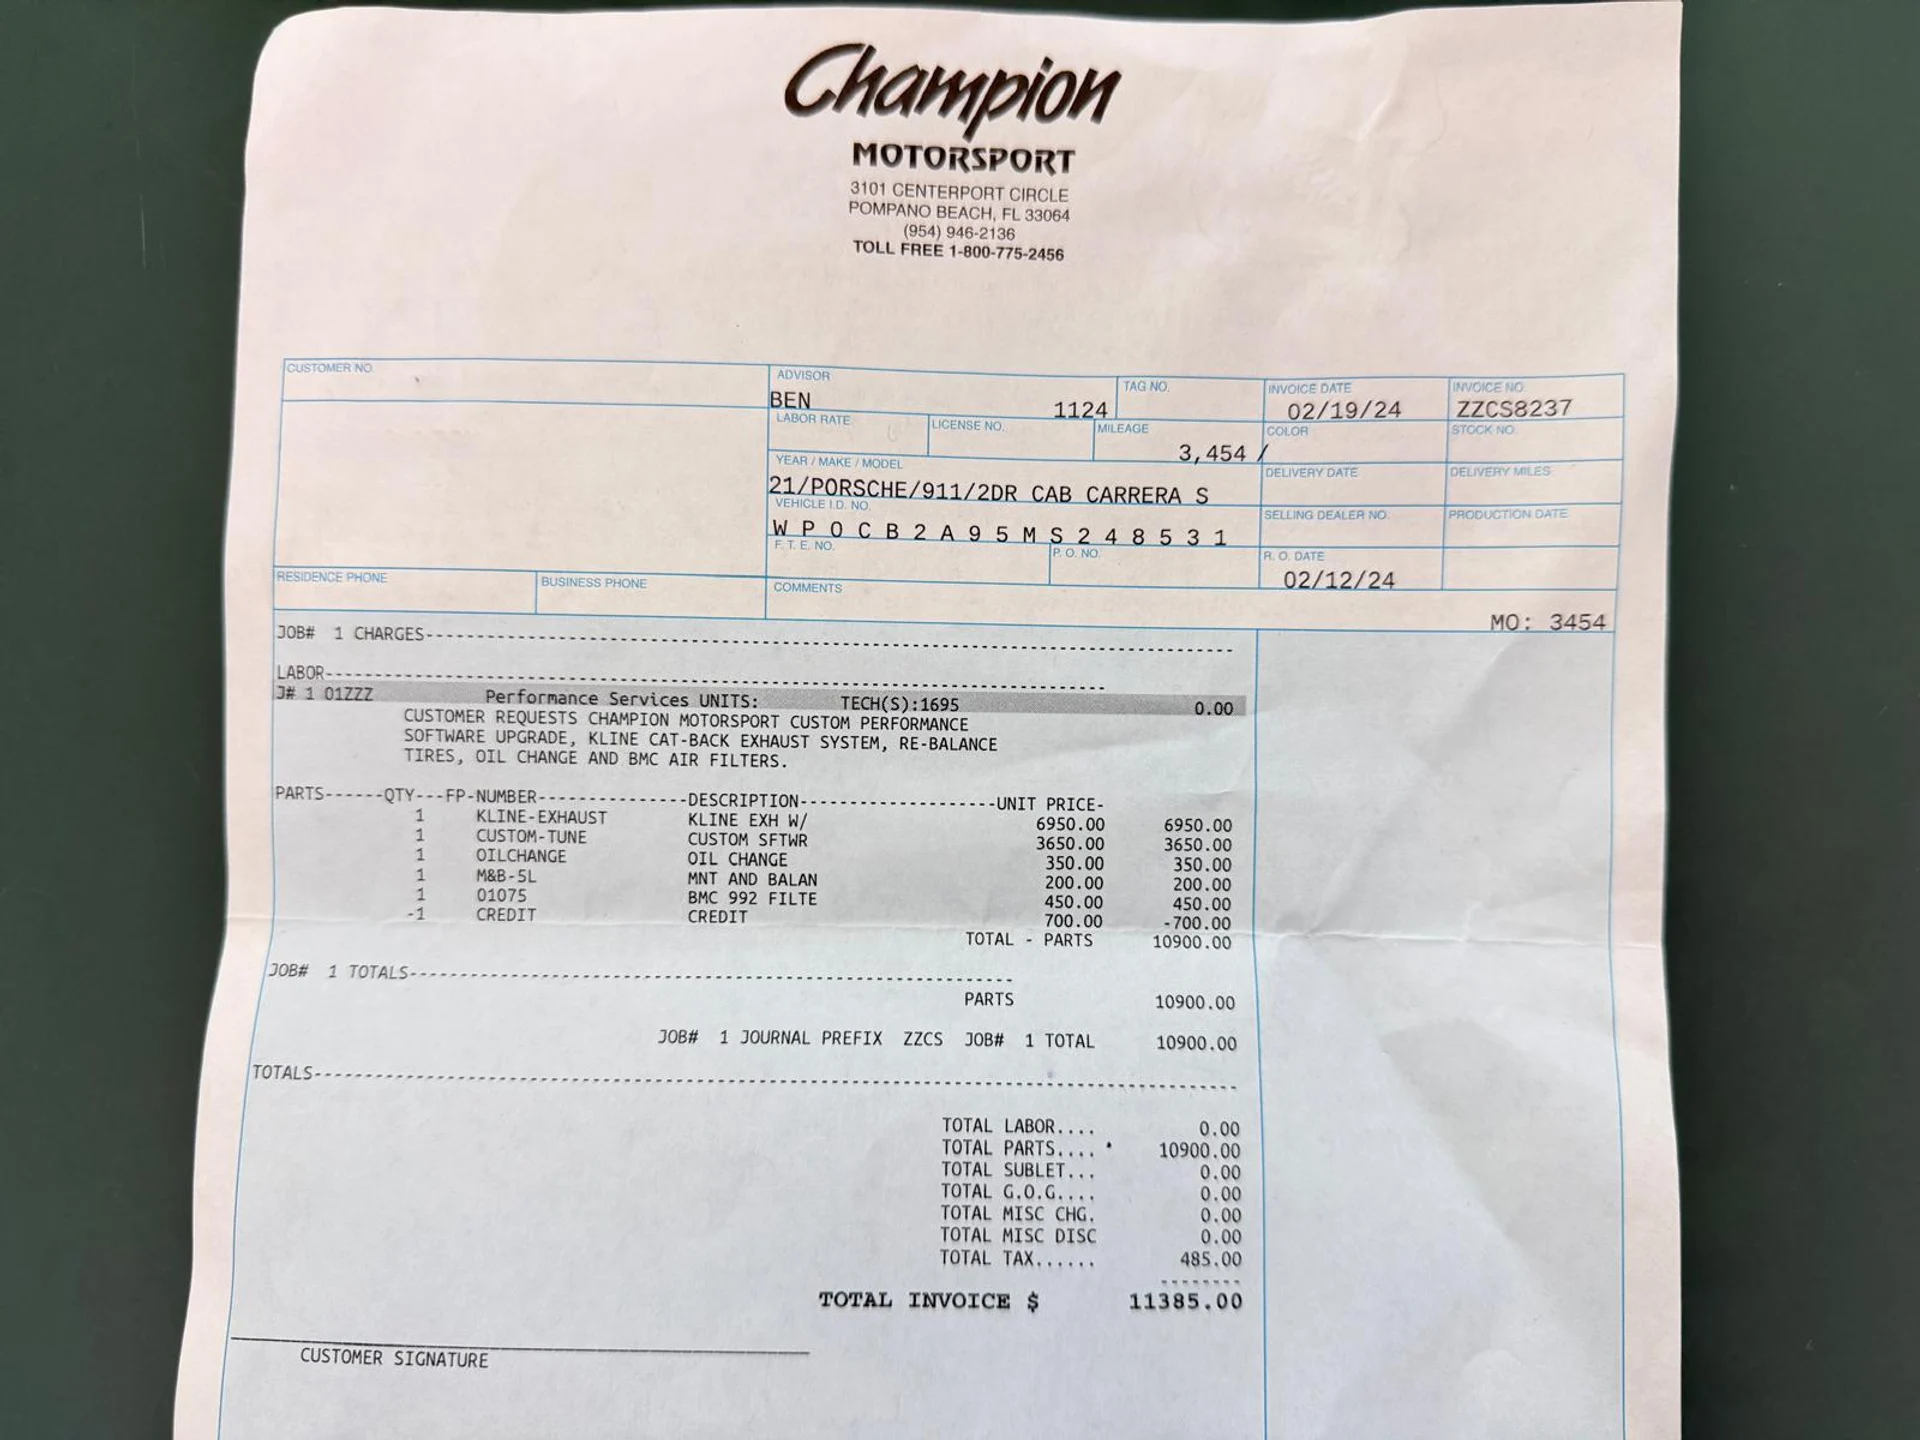 Champion
MOTORSPORT
3101 CENTERPORT CIRCLE
POMPANO BEACH, FL 33064
(954) 946-2136
TOLL FREE 1-800-775-2456
CUSTOMER NO. ADVISOR TAG NO. INVOICE DATE INVOICE NO.
BEN 1124 02/19/24 ZZCS8237
LABOR RATE LICENSE NO. MILEAGE COLOR STOCK NO.
3,454 /
YEAR / MAKE / MODEL DELIVERY DATE DELIVERY MILES
21/PORSCHE/911/2DR CAB CARRERA S
VEHICLE I.D. NO. SELLING DEALER NO. PRODUCTION DATE
W P 0 C B 2 A 9 5 M S 2 4 8 5 3 1
F. T. E. NO. P. O. NO. R. O. DATE
02/12/24
RESIDENCE PHONE BUSINESS PHONE COMMENTS
MO: 3454
JOB# 1 CHARGES--------------------------------------------------------------------------------
LABOR-----------------------------------------------------------------------------
J# 1 01ZZZ Performance Services UNITS: TECH(S):1695 0.00
CUSTOMER REQUESTS CHAMPION MOTORSPORT CUSTOM PERFORMANCE
SOFTWARE UPGRADE, KLINE CAT-BACK EXHAUST SYSTEM, RE-BALANCE
TIRES, OIL CHANGE AND BMC AIR FILTERS.
PARTS------QTY---FP-NUMBER---------------DESCRIPTION-------------------UNIT PRICE-
1 KLINE-EXHAUST KLINE EXH W/ 6950.00 6950.00
1 CUSTOM-TUNE CUSTOM SFTWR 3650.00 3650.00
1 OILCHANGE OIL CHANGE 350.00 350.00
1 M&B-5L MNT AND BALAN 200.00 200.00
1 01075 BMC 992 FILTE 450.00 450.00
-1 CREDIT CREDIT 700.00 -700.00
TOTAL - PARTS 10900.00
JOB# 1 TOTALS------------------------------------------------------------
PARTS 10900.00
JOB# 1 JOURNAL PREFIX ZZCS JOB# 1 TOTAL 10900.00
TOTALS-------------------------------------------------------------------------------------------
TOTAL LABOR.... 0.00
TOTAL PARTS.... 10900.00
TOTAL SUBLET... 0.00
TOTAL G.O.G.... 0.00
TOTAL MISC CHG. 0.00
TOTAL MISC DISC 0.00
TOTAL TAX...... 485.00
--------
TOTAL INVOICE $ 11385.00
CUSTOMER SIGNATURE